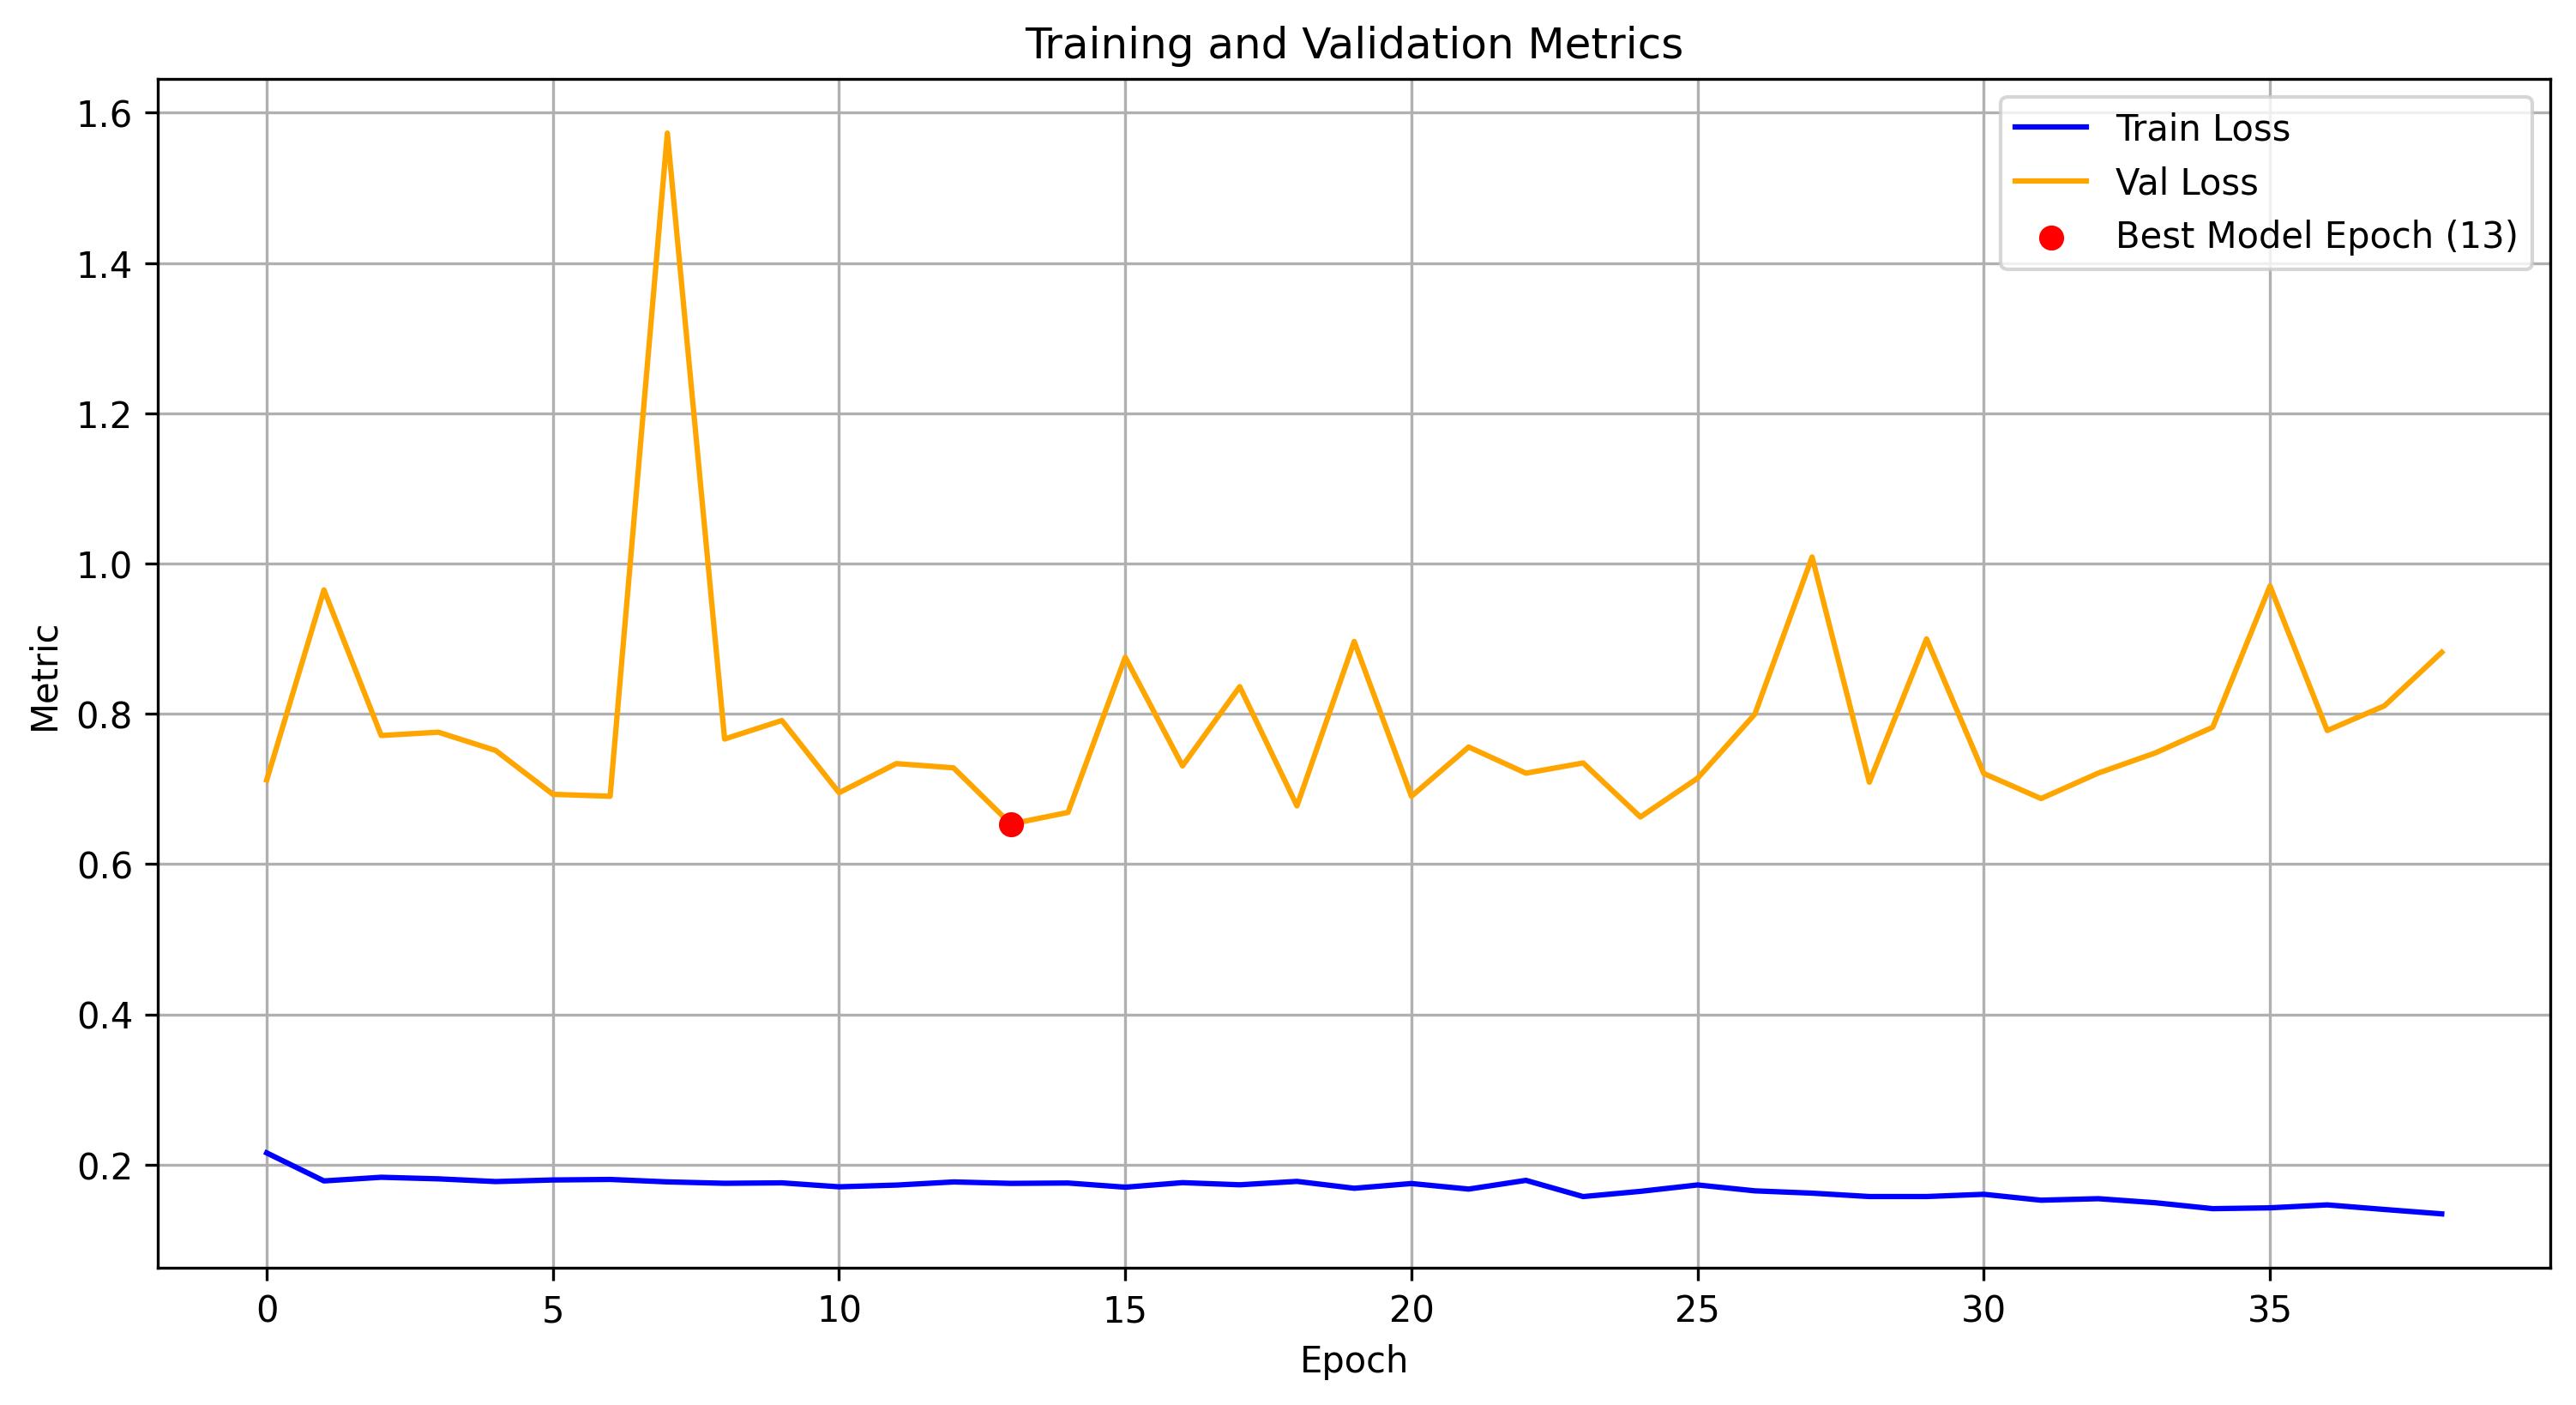 Training and Validation Metrics
Train Loss
Val Loss
Best Model Epoch (13)
Metric
1.6
1.4
1.2
1.0
0.8
0.6
0.4
0.2
0 5 10 15 20 25 30 35
Epoch